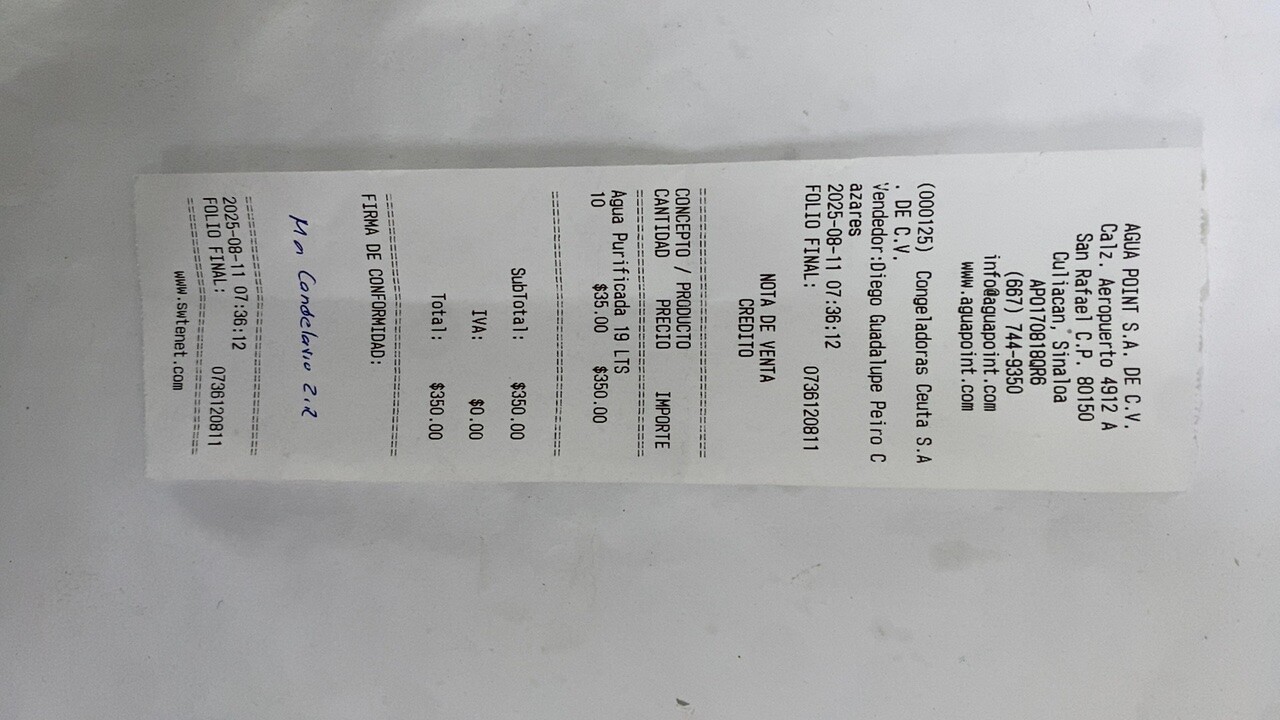 AGUA POINT S.A. DE C.V.
Calz. Aeropuerto 4912 A
San Rafael C.P. 80150
Culiacan, Sinaloa
APO170818QR6
(667) 744-9350
info@aguapoint.com
www.aguapoint.com
(000125) Congeladoras Ceuta S.A
. DE C.V.
Vendedor:Diego Guadalupe Peiro C
azares
2025-08-11 07:36:12
FOLIO FINAL: 0736120811
NOTA DE VENTA
CREDITO
================================
CONCEPTO / PRODUCTO
CANTIDAD PRECIO IMPORTE
================================
Agua Purificada 19 LTS
10 $35.00 $350.00
================================
SubTotal: $350.00
IVA: $0.00
Total: $350.00
================================
FIRMA DE CONFORMIDAD:
Ma Candelario
================================
2025-08-11 07:36:12
FOLIO FINAL: 0736120811
================================
www.swtenet.com